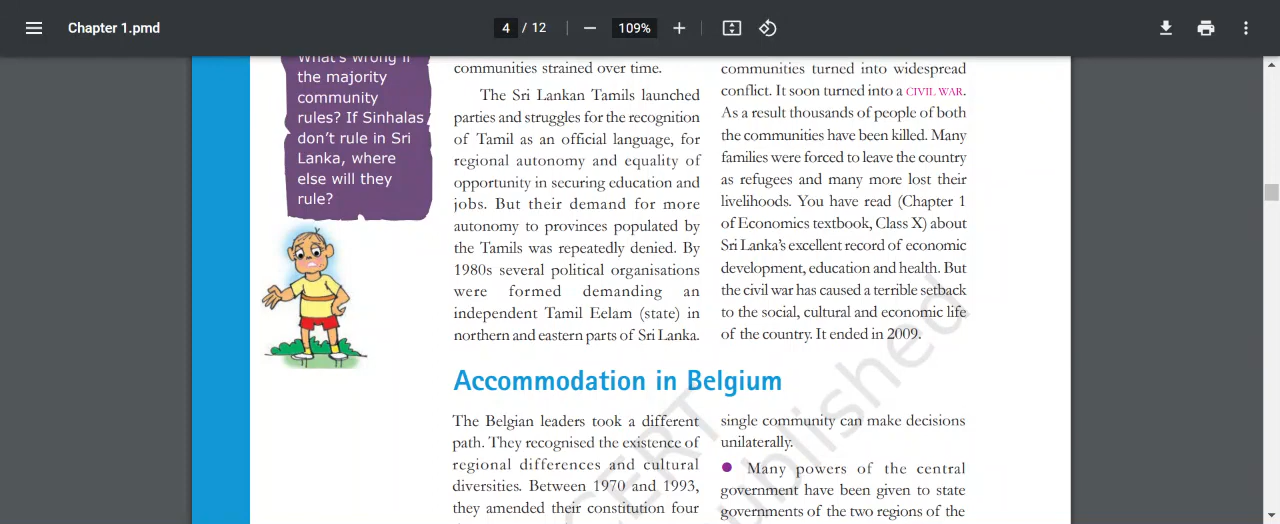 Chapter 1.pmd
4 / 12
109%
What's wrong if
the majority
community
rules? If Sinhalas
don't rule in Sri
Lanka, where
else will they
rule?
communities strained over time.
The Sri Lankan Tamils launched
parties and struggles for the recognition
of Tamil as an official language, for
regional autonomy and equality of
opportunity in securing education and
jobs. But their demand for more
autonomy to provinces populated by
the Tamils was repeatedly denied. By
1980s several political organisations
were formed demanding an
independent Tamil Eelam (state) in
northern and eastern parts of Sri Lanka.
communities turned into widespread
conflict. It soon turned into a CIVIL WAR.
As a result thousands of people of both
the communities have been killed. Many
families were forced to leave the country
as refugees and many more lost their
livelihoods. You have read (Chapter 1
of Economics textbook, Class X) about
Sri Lanka's excellent record of economic
development, education and health. But
the civil war has caused a terrible setback
to the social, cultural and economic life
of the country. It ended in 2009.
Accommodation in Belgium
The Belgian leaders took a different
path. They recognised the existence of
regional differences and cultural
diversities. Between 1970 and 1993,
they amended their constitution four
single community can make decisions
unilaterally.
● Many powers of the central
government have been given to state
governments of the two regions of the
CERT
published